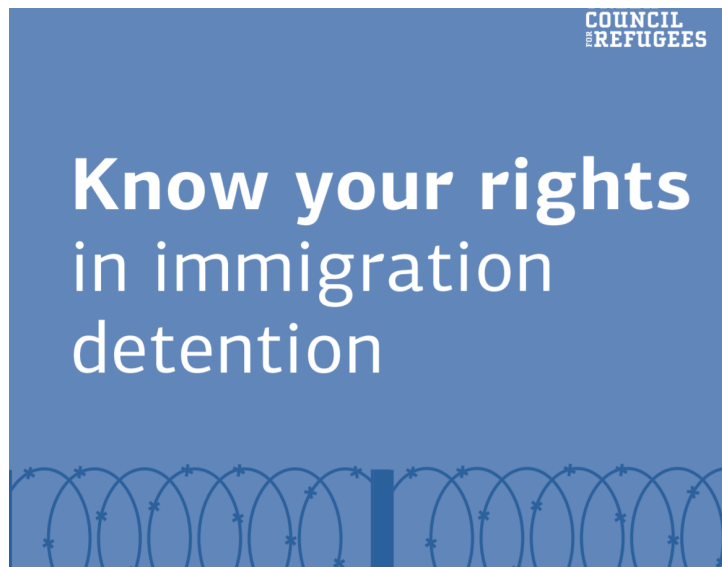 COUNCIL
FOR REFUGEES
Know your rights
in immigration
detention